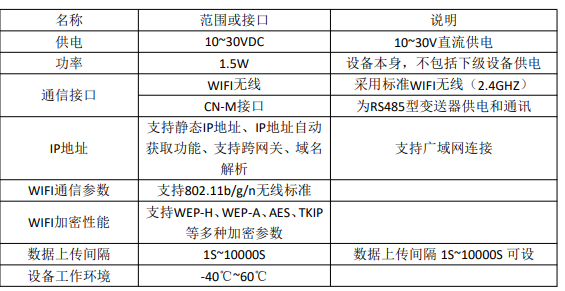 名称 范围或接口 说明
供电 10~30VDC 10~30V直流供电
功率 1.5W 设备本身，不包括下级设备供电
通信接口 WIFI无线 采用标准WIFI无线（2.4GHZ）
CN-M接口 为RS485型变送器供电和通讯
IP地址 支持静态IP地址、IP地址自动
获取功能、支持跨网关、域名
解析
支持广域网连接
WIFI通信参数 支持802.11b/g/n无线标准
WIFI加密性能 支持WEP-H、WEP-A、AES、TKIP
等多种加密参数
数据上传间隔 1S~10000S 数据上传间隔 1S~10000S 可设
设备工作环境 -40℃~60℃